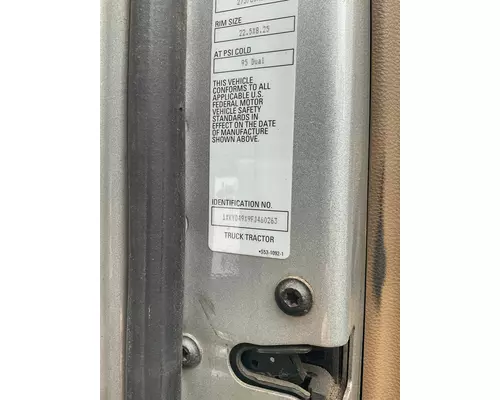 RIM SIZE
22.5X8.25
AT PSI COLD
95 Dual
THIS VEHICLE
CONFORMS TO ALL
APPLICABLE U.S.
FEDERAL MOTOR
VEHICLE SAFETY
STANDARDS IN
EFFECT ON THE DATE
OF MANUFACTURE
SHOWN ABOVE.
IDENTIFICATION NO.
TRUCK TRACTOR